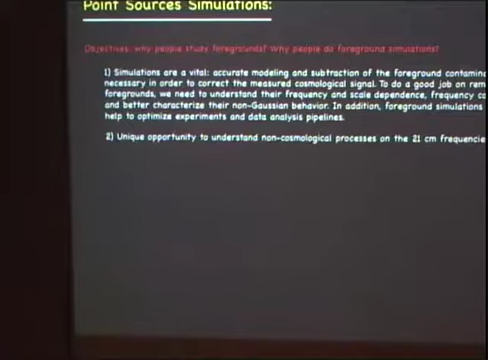 Point Sources Simulations:
Objectives: why people study foregrounds? Why people do foreground simulations?
1) Simulations are a vital: accurate modeling and subtraction of the foreground
necessary in order to correct the measured cosmological signal. To do a good job on
foregrounds, we need to understand their frequency and scale dependence, frequency
and better characterize their non-Gaussian behavior. In addition, foreground simulations
help to optimize experiments and data analysis pipelines.
2) Unique opportunity to understand non-cosmological processes on the 21 cm